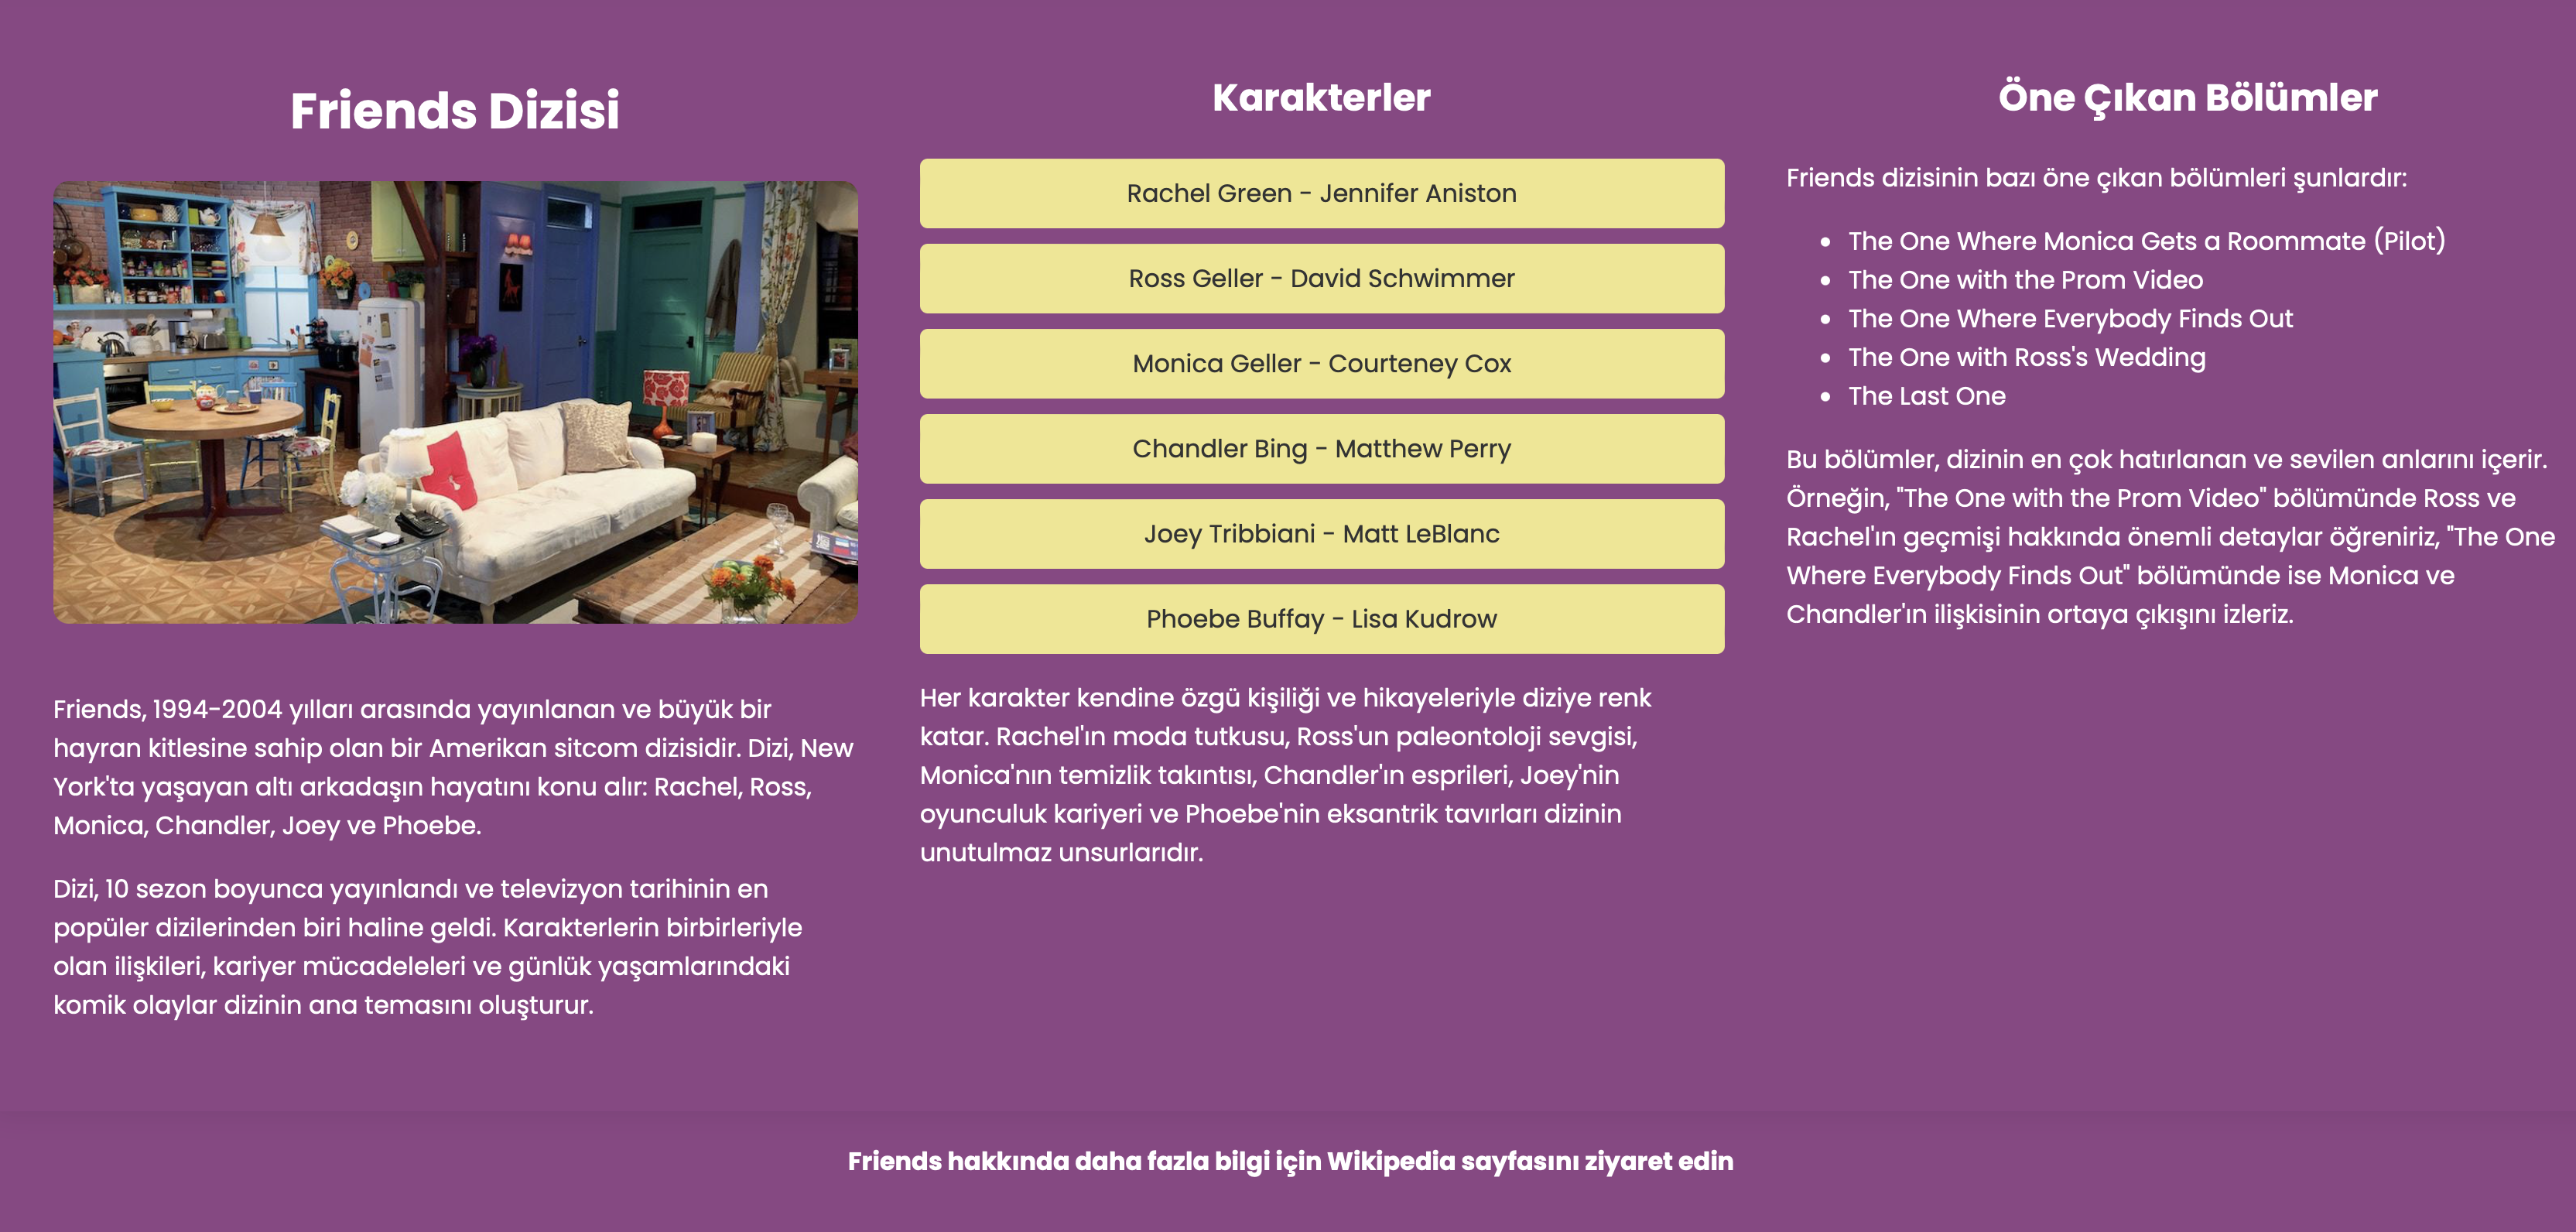 Friends Dizisi
Friends, 1994-2004 yılları arasında yayınlanan ve büyük bir
hayran kitlesine sahip olan bir Amerikan sitcom dizisidir. Dizi, New
York'ta yaşayan altı arkadaşın hayatını konu alır: Rachel, Ross,
Monica, Chandler, Joey ve Phoebe.
Dizi, 10 sezon boyunca yayınlandı ve televizyon tarihinin en
popüler dizilerinden biri haline geldi. Karakterlerin birbirleriyle
olan ilişkileri, kariyer mücadeleleri ve günlük yaşamlarındaki
komik olaylar dizinin ana temasını oluşturur.
Karakterler
Rachel Green - Jennifer Aniston
Ross Geller - David Schwimmer
Monica Geller - Courteney Cox
Chandler Bing - Matthew Perry
Joey Tribbiani - Matt LeBlanc
Phoebe Buffay - Lisa Kudrow
Her karakter kendine özgü kişiliği ve hikayeleriyle diziye renk
katar. Rachel'ın moda tutkusu, Ross'un paleontoloji sevgisi,
Monica'nın temizlik takıntısı, Chandler'ın esprileri, Joey'nin
oyunculuk kariyeri ve Phoebe'nin eksantrik tavırları dizinin
unutulmaz unsurlarıdır.
Öne Çıkan Bölümler
Friends dizisinin bazı öne çıkan bölümleri şunlardır:
• The One Where Monica Gets a Roommate (Pilot)
• The One with the Prom Video
• The One Where Everybody Finds Out
• The One with Ross's Wedding
• The Last One
Bu bölümler, dizinin en çok hatırlanan ve sevilen anlarını içerir.
Örneğin, "The One with the Prom Video" bölümünde Ross ve
Rachel'ın geçmişi hakkında önemli detaylar öğreniriz, "The One
Where Everybody Finds Out" bölümünde ise Monica ve
Chandler'ın ilişkisinin ortaya çıkışını izleriz.
Friends hakkında daha fazla bilgi için Wikipedia sayfasını ziyaret edin